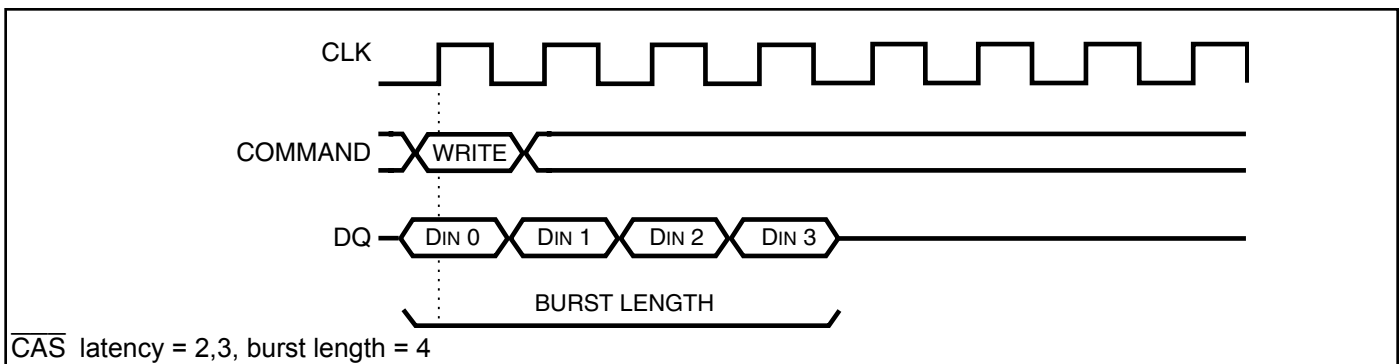 CLK
COMMAND WRITE
DQ DIN 0 DIN 1 DIN 2 DIN 3
BURST LENGTH
CAS latency = 2,3, burst length = 4